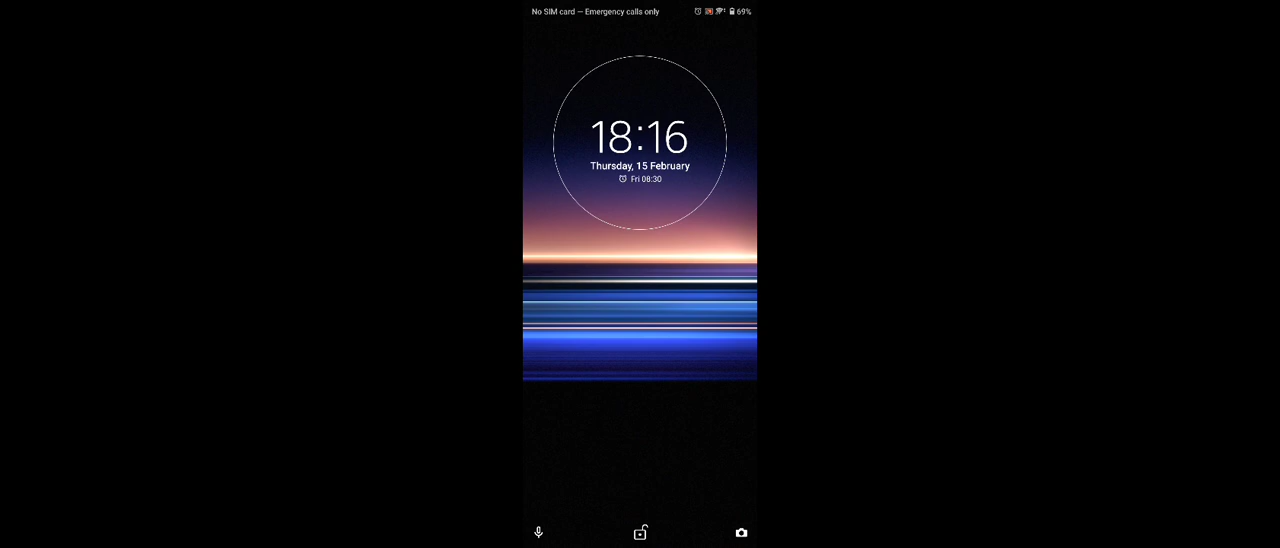 No SIM card — Emergency calls only
69%
18:16
Thursday, 15 February
Fri 08:30